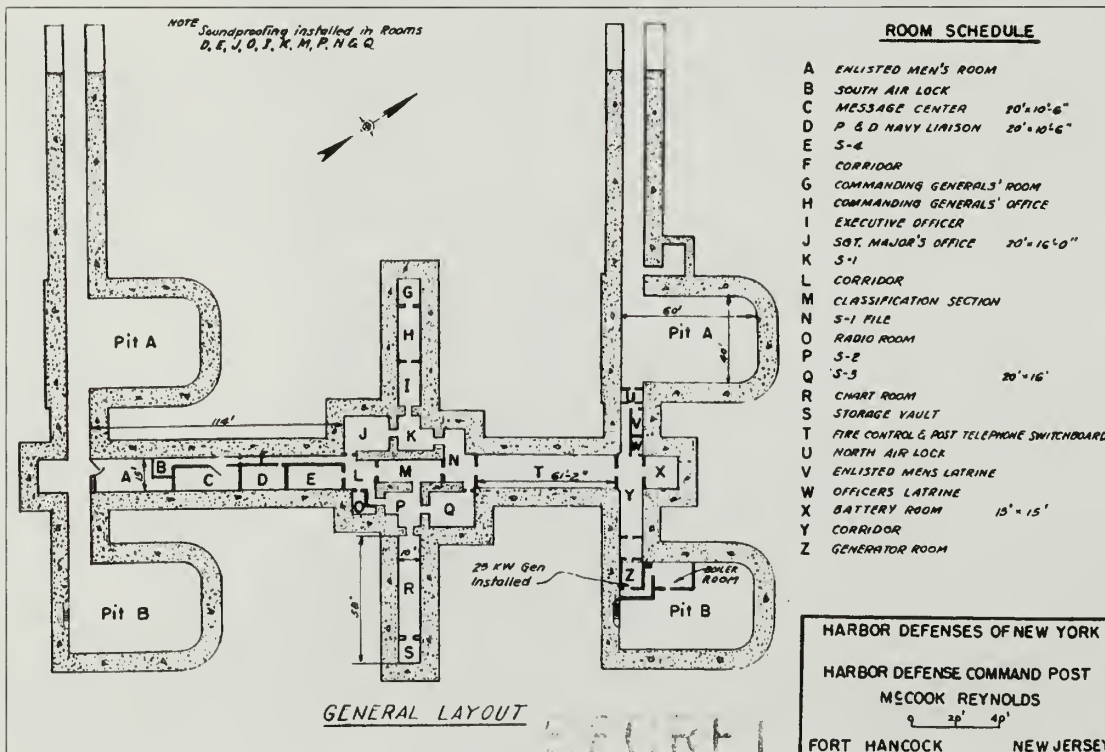 NOTE
Soundproofing installed in Rooms
D, E, J, O, I, K, M, P, N & Q
ROOM SCHEDULE
A ENLISTED MEN'S ROOM
B SOUTH AIR LOCK
C MESSAGE CENTER 20'x10'-6"
D P & D NAVY LIAISON 20'x10'-6"
E S-4
F CORRIDOR
G COMMANDING GENERALS' ROOM
H COMMANDING GENERALS' OFFICE
I EXECUTIVE OFFICER
J SGT. MAJOR'S OFFICE 20'x16'-0"
K S-1
L CORRIDOR
M CLASSIFICATION SECTION
N S-1 FILE
O RADIO ROOM
P S-2
Q S-3 20'x16'
R CHART ROOM
S STORAGE VAULT
T FIRE CONTROL & POST TELEPHONE SWITCHBOARD
U NORTH AIR LOCK
V ENLISTED MENS LATRINE
W OFFICERS LATRINE
X BATTERY ROOM 15'x15'
Y CORRIDOR
Z GENERATOR ROOM
G
H
I
Pit A
Pit A
60'
40'
U
V
W
114'
J
K
N
A
B
C
D
E
F
L
M
T
61'-2"
X
Y
O
P
Q
10'
R
58'
S
25 KW Gen
Installed
Z
BOILER
ROOM
Pit B
Pit B
GENERAL LAYOUT
HARBOR DEFENSES OF NEW YORK
HARBOR DEFENSE COMMAND POST
McCOOK REYNOLDS
0 20' 40'
FORT HANCOCK NEW JERSEY